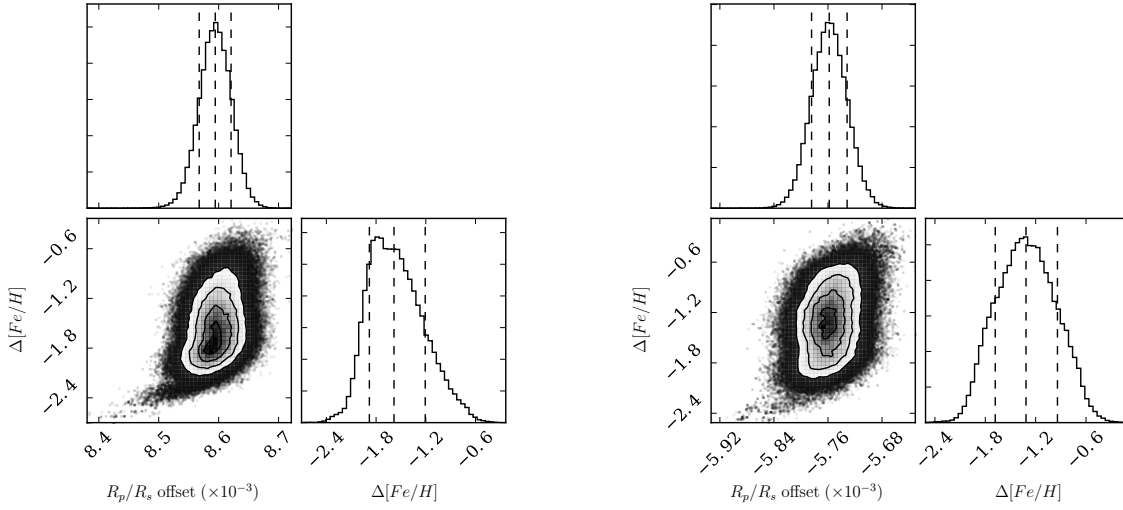 Δ[Fe/H]
−0.6
−1.2
−1.8
−2.4
8.4 8.5 8.6 8.7
R_p/R_s offset (×10⁻³)
−2.4 −1.8 −1.2 −0.6
Δ[Fe/H]
Δ[Fe/H]
−0.6
−1.2
−1.8
−2.4
−5.92 −5.84 −5.76 −5.68
R_p/R_s offset (×10⁻³)
−2.4 −1.8 −1.2 −0.6
Δ[Fe/H]